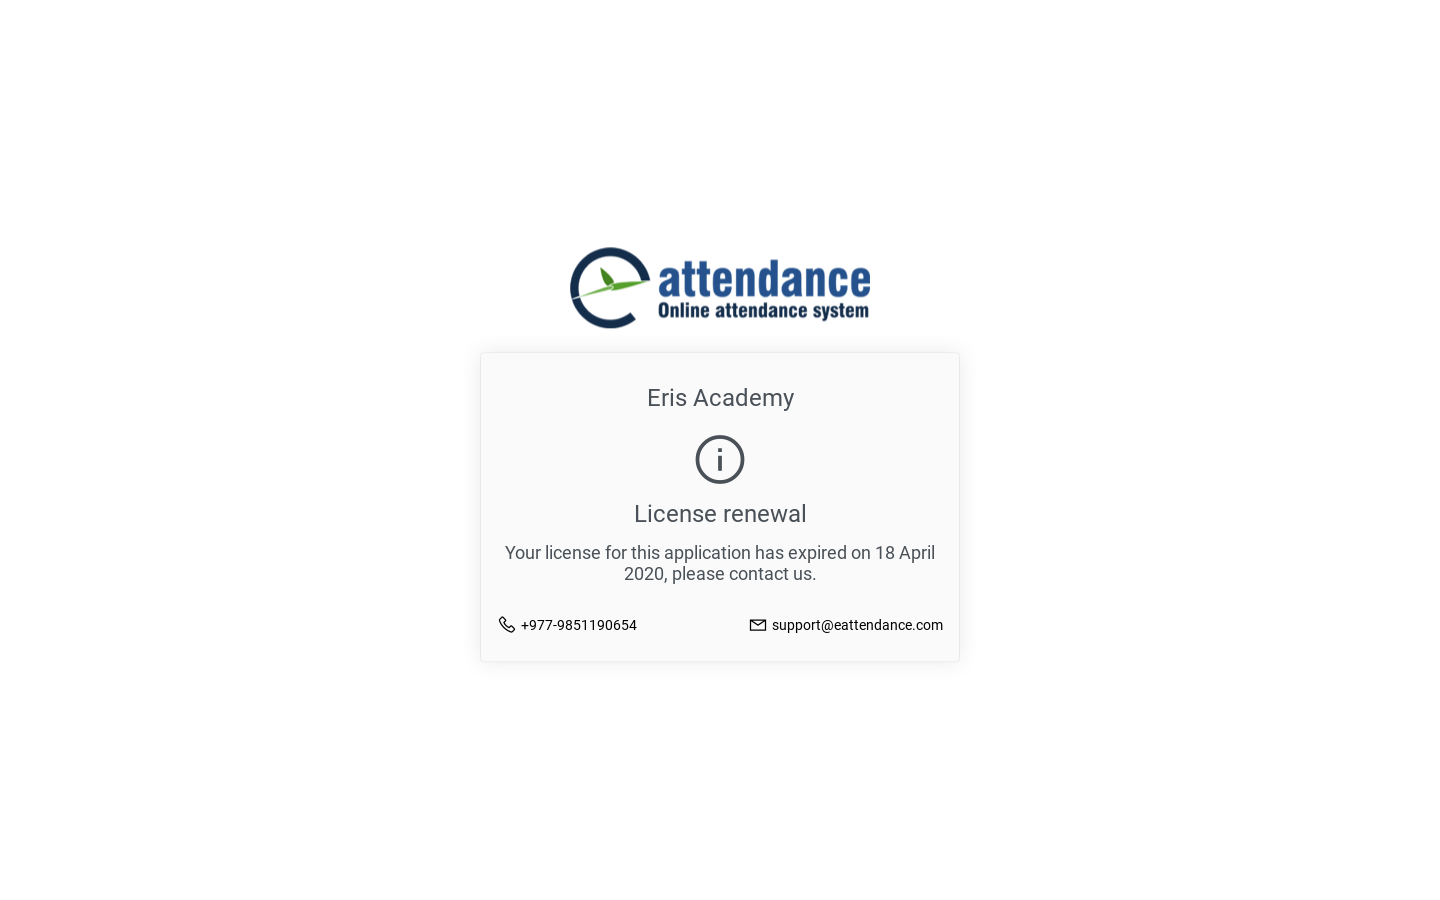 attendance
Online attendance system
Eris Academy
License renewal
Your license for this application has expired on 18 April
2020, please contact us.
+977-9851190654
support@eattendance.com